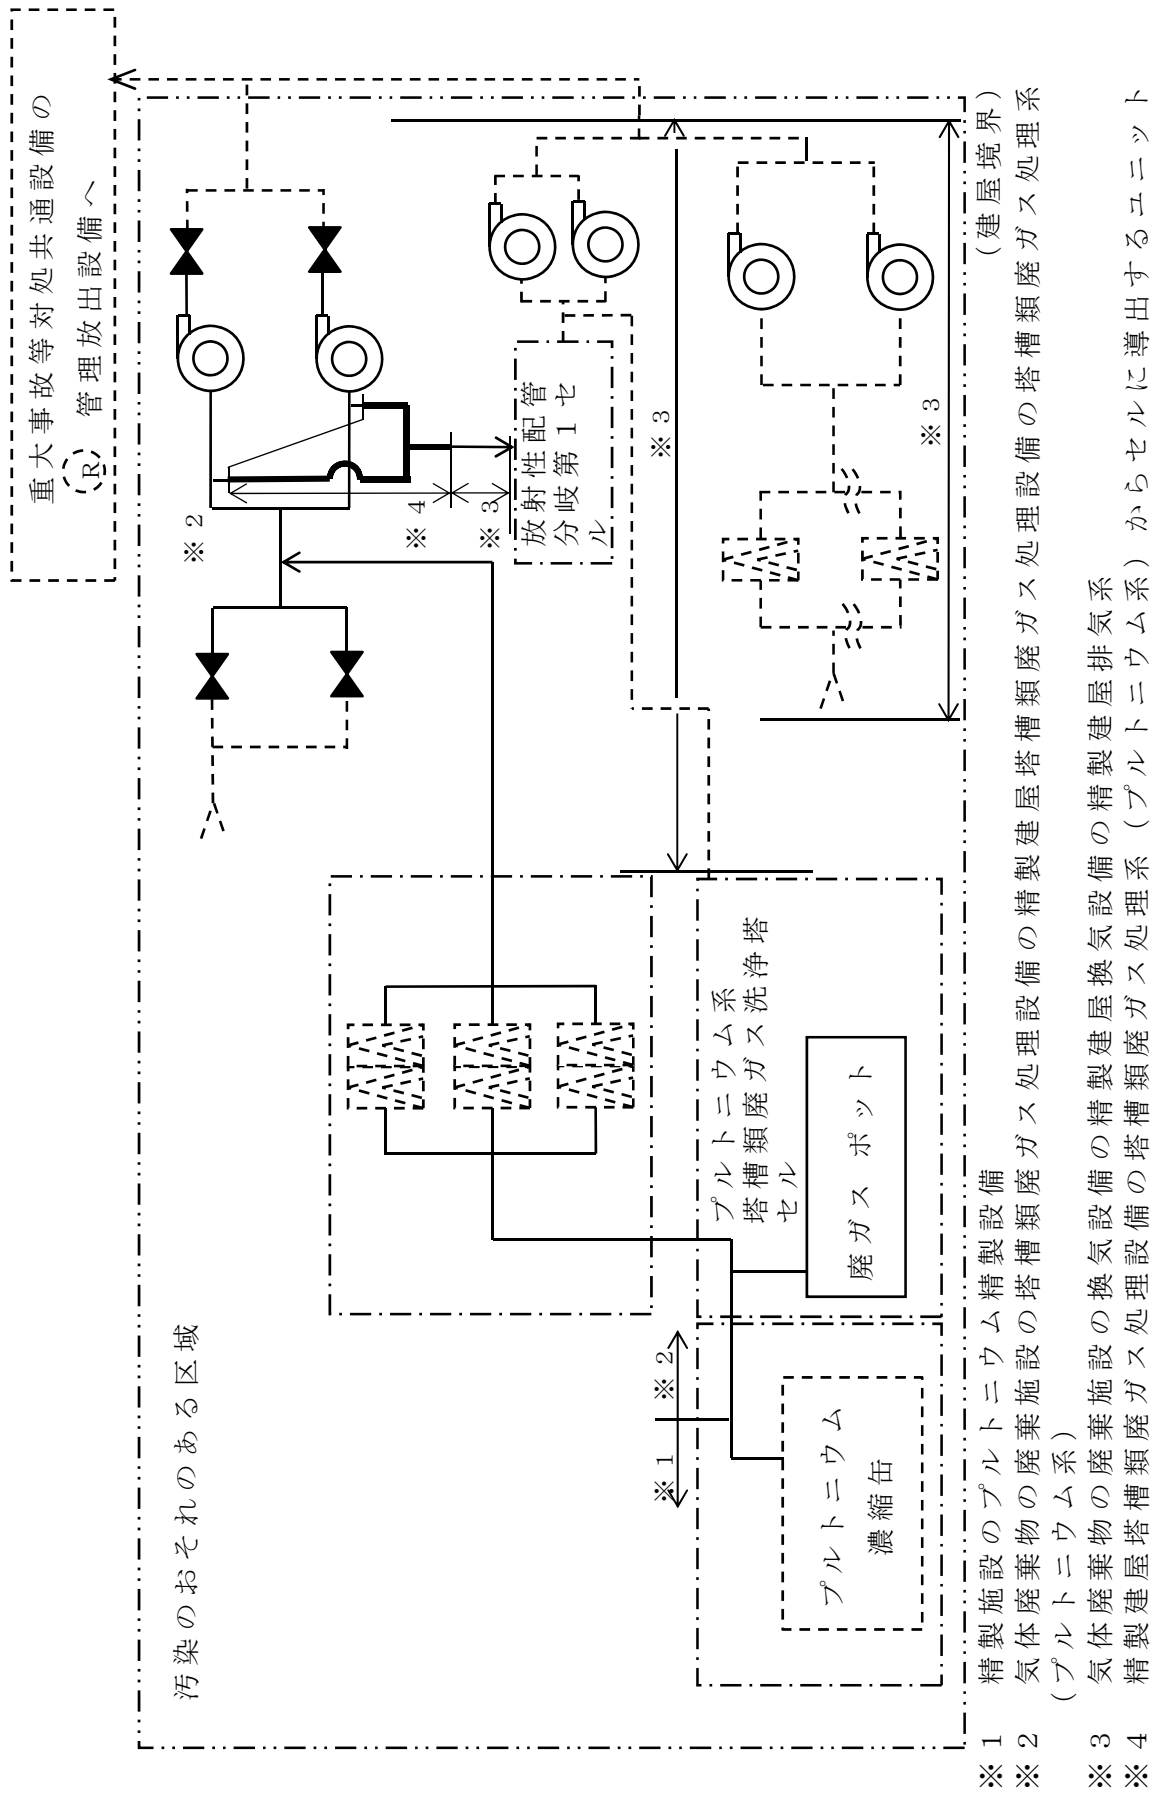 重大事故等対処共通設備の
管理放出設備へ
R
汚染のおそれのある区域
※2
※4
※3
放射性配管
分岐第1セ
ル
※3
※3
プルトニウム系
塔槽類廃ガス洗浄塔
セル
廃ガス ポット
※1 ※2
プルトニウム
濃縮缶
(建屋境界)
※1 精製施設のプルトニウム精製設備
※2 気体廃棄物の廃棄施設の塔槽類廃ガス処理設備の精製建屋塔槽類廃ガス処理設備の塔槽類廃ガス処理系
(プルトニウム系)
※3 気体廃棄物の廃棄施設の換気設備の精製建屋換気設備の精製建屋排気系
※4 精製建屋塔槽類廃ガス処理設備の塔槽類廃ガス処理系(プルトニウム系)からセルに導出するユニット